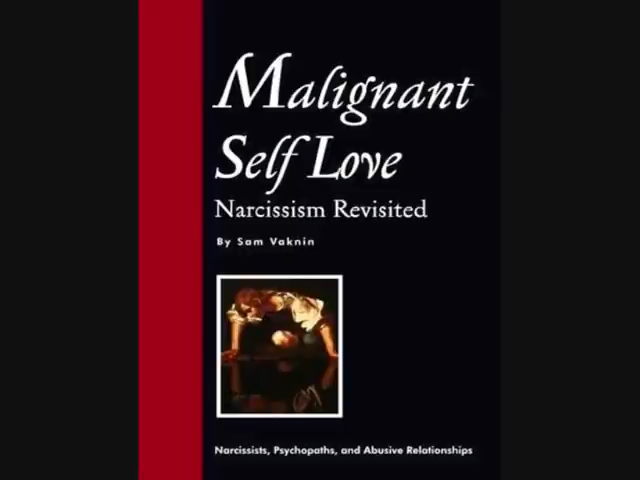 Malignant
Self Love
Narcissism Revisited
By Sam Vaknin
Narcissists, Psychopaths, and Abusive Relationships